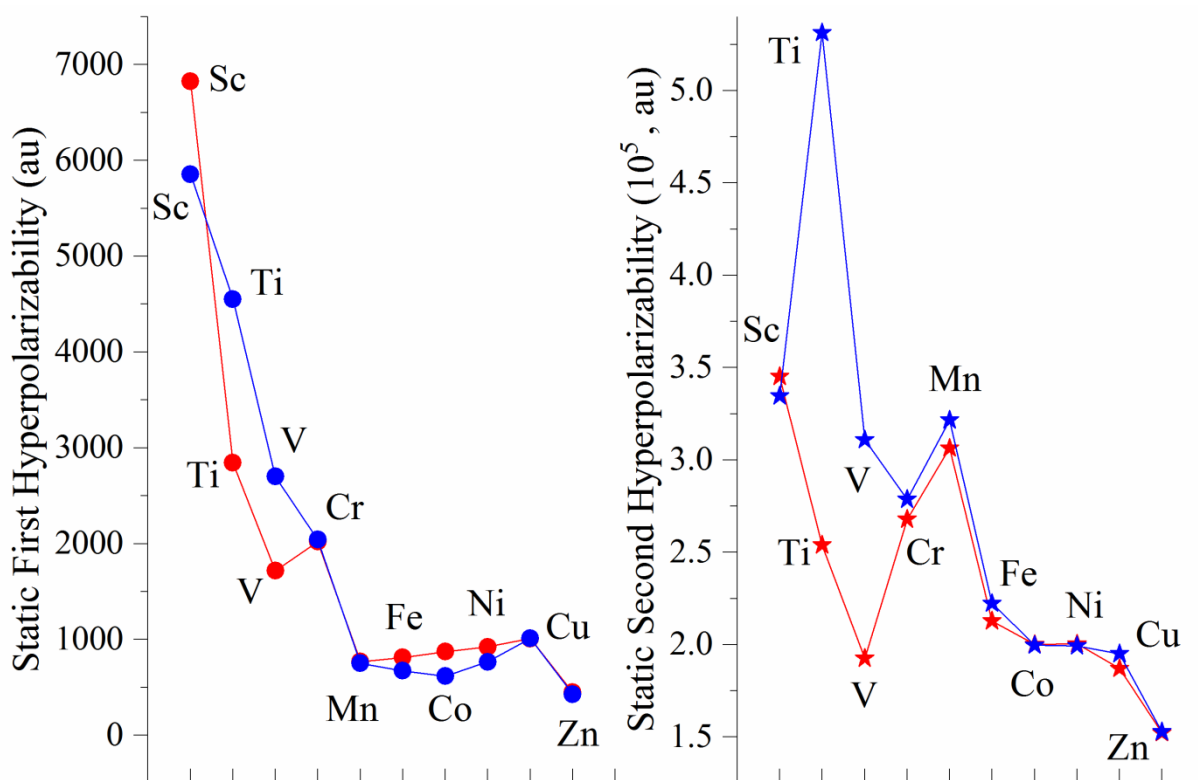 Static First Hyperpolarizability (au)
7000
6000
5000
4000
3000
2000
1000
0
Sc
Sc
Ti
Ti
V
V
Cr
Mn
Fe
Co
Ni
Cu
Zn
Static Second Hyperpolarizability (10⁵ , au)
5.0
4.5
4.0
3.5
3.0
2.5
2.0
1.5
Ti
Sc
Mn
V
Ti
Cr
V
Fe
Co
Ni
Cu
Zn